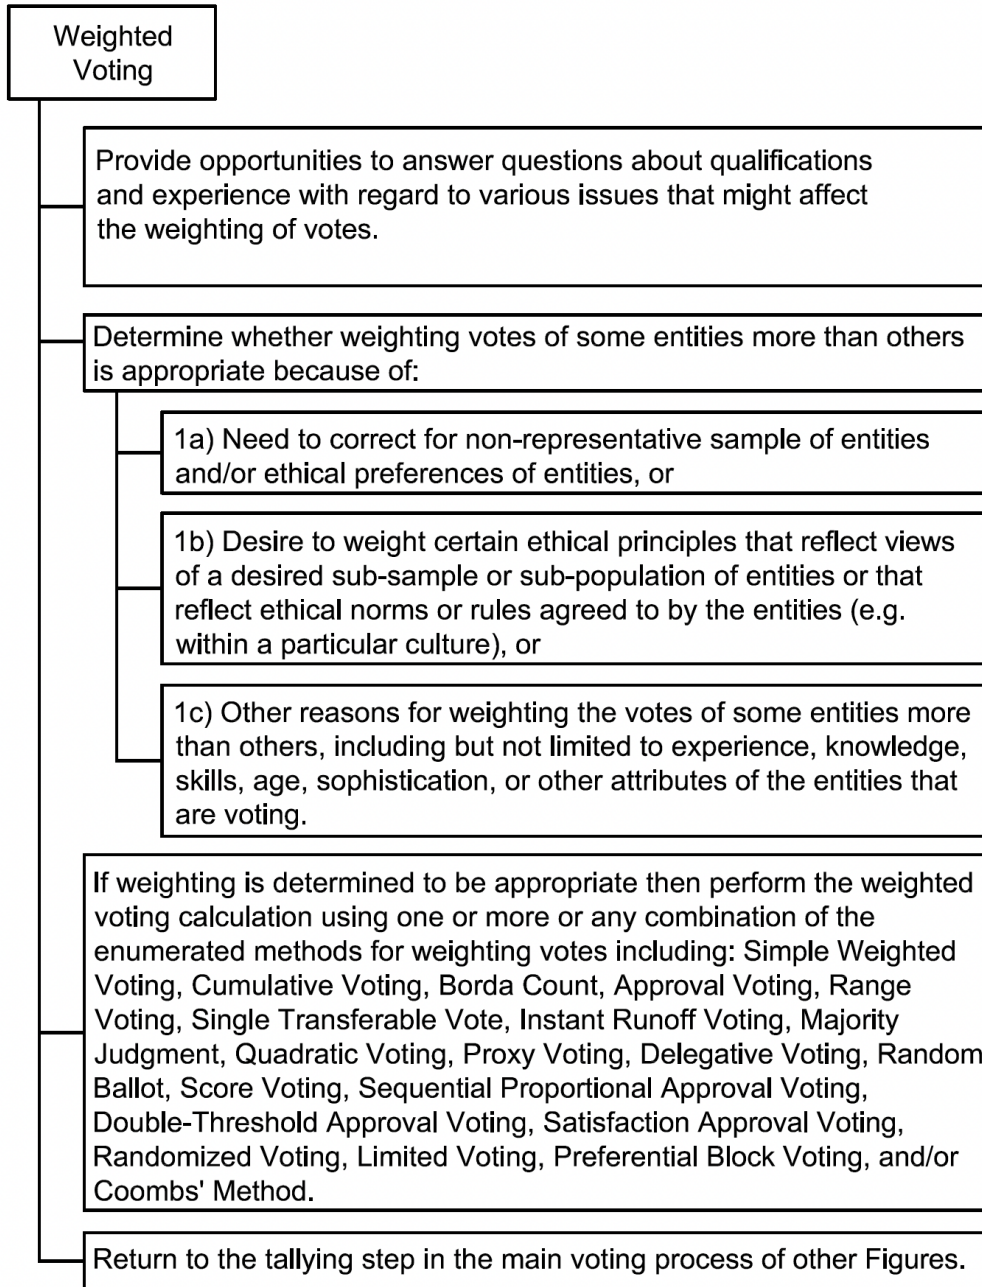 Weighted
Voting
Provide opportunities to answer questions about qualifications
and experience with regard to various issues that might affect
the weighting of votes.
Determine whether weighting votes of some entities more than others
is appropriate because of:
1a) Need to correct for non-representative sample of entities
and/or ethical preferences of entities, or
1b) Desire to weight certain ethical principles that reflect views
of a desired sub-sample or sub-population of entities or that
reflect ethical norms or rules agreed to by the entities (e.g.
within a particular culture), or
1c) Other reasons for weighting the votes of some entities more
than others, including but not limited to experience, knowledge,
skills, age, sophistication, or other attributes of the entities that
are voting.
If weighting is determined to be appropriate then perform the weighted
voting calculation using one or more or any combination of the
enumerated methods for weighting votes including: Simple Weighted
Voting, Cumulative Voting, Borda Count, Approval Voting, Range
Voting, Single Transferable Vote, Instant Runoff Voting, Majority
Judgment, Quadratic Voting, Proxy Voting, Delegative Voting, Random
Ballot, Score Voting, Sequential Proportional Approval Voting,
Double-Threshold Approval Voting, Satisfaction Approval Voting,
Randomized Voting, Limited Voting, Preferential Block Voting, and/or
Coombs' Method.
Return to the tallying step in the main voting process of other Figures.